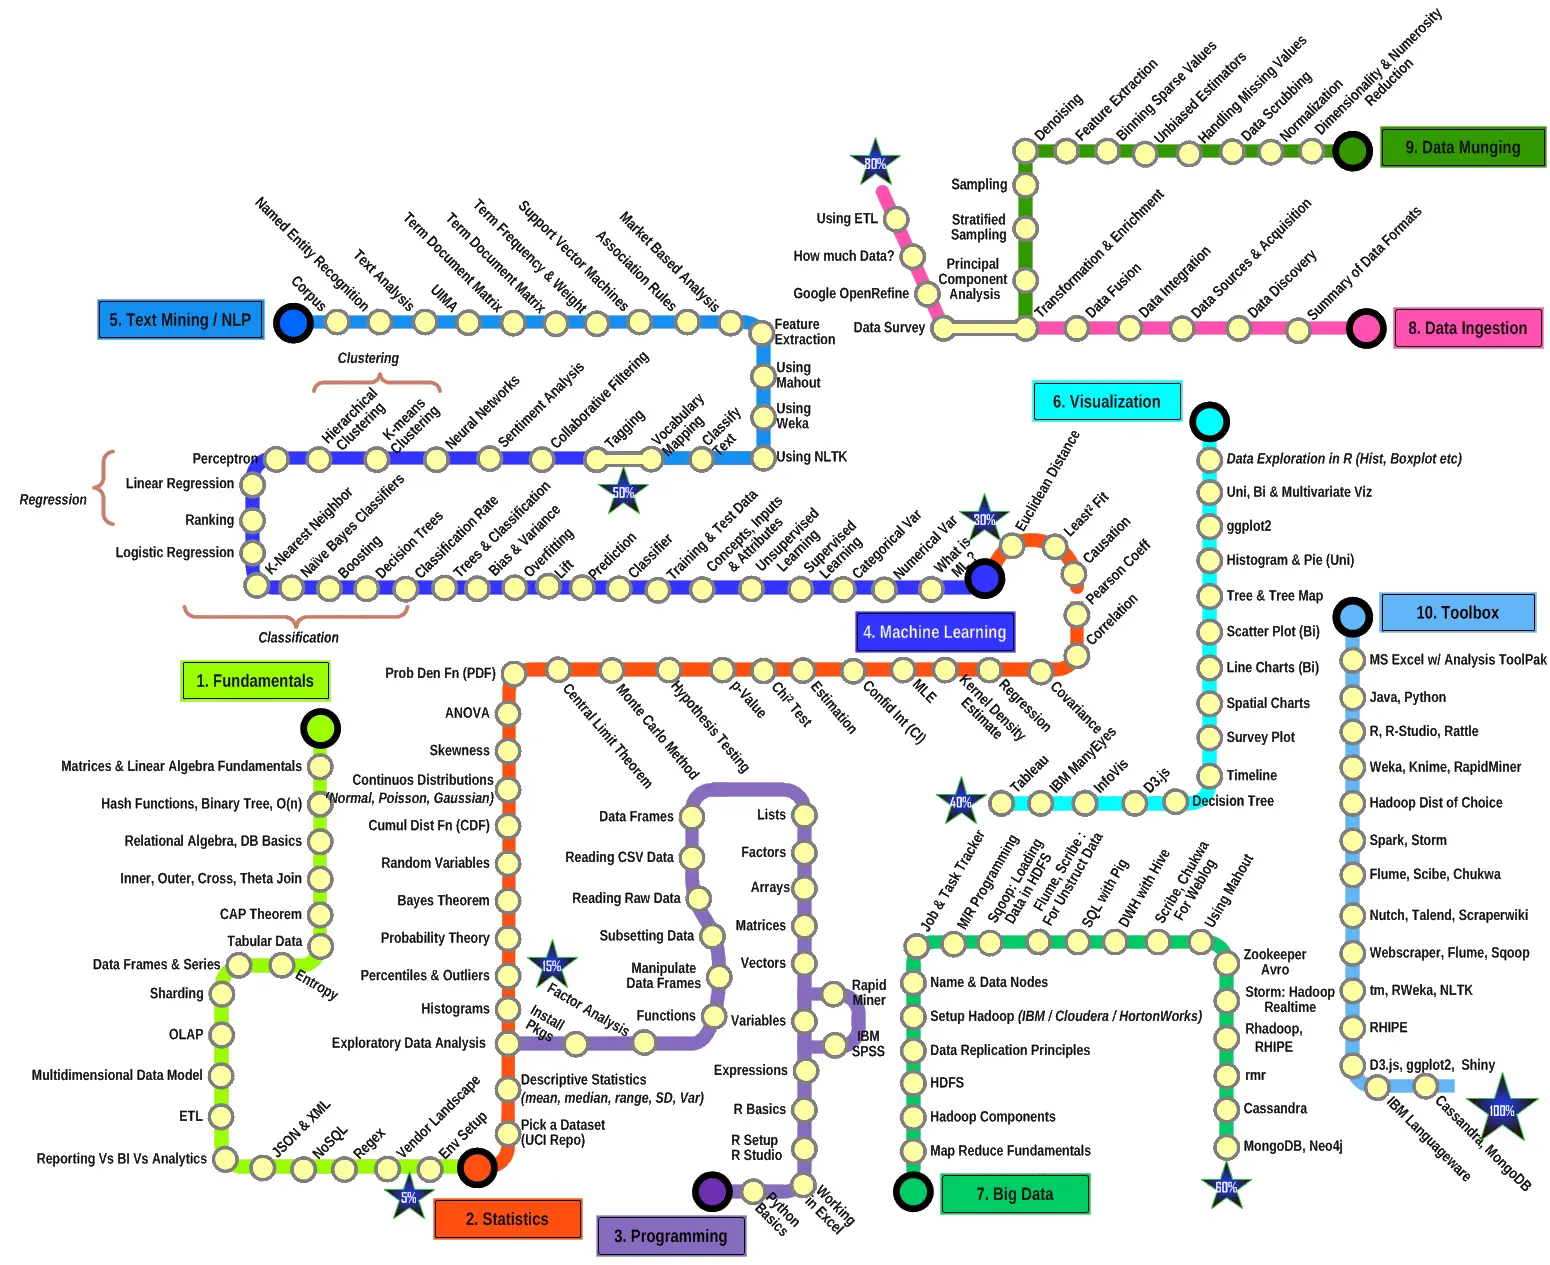 1. Fundamentals
Matrices & Linear Algebra Fundamentals
Hash Functions, Binary Tree, O(n)
Relational Algebra, DB Basics
Inner, Outer, Cross, Theta Join
CAP Theorem
Tabular Data
Entropy
Data Frames & Series
Sharding
OLAP
Multidimensional Data Model
ETL
Reporting Vs BI Vs Analytics
JSON & XML
NoSQL
Regex
Vendor Landscape
Env Setup
5%
2. Statistics
Pick a Dataset
(UCI Repo)
Descriptive Statistics
(mean, median, range, SD, Var)
Exploratory Data Analysis
Histograms
Percentiles & Outliers
Probability Theory
Bayes Theorem
Random Variables
Cumul Dist Fn (CDF)
Continuos Distributions
(Normal, Poisson, Gaussian)
Skewness
ANOVA
Prob Den Fn (PDF)
Central Limit Theorem
Monte Carlo Method
Hypothesis Testing
p-Value
Chi² Test
Estimation
Confid Int (CI)
MLE
Kernel Density
Estimate
Regression
Covariance
Correlation
Pearson Coeff
Causation
Least² Fit
Euclidean Distance
30%
15%
3. Programming
Python
Basics
Working
in Excel
R Setup
R Studio
R Basics
Expressions
IBM
SPSS
Rapid
Miner
Variables
Vectors
Matrices
Arrays
Factors
Lists
Data Frames
Reading CSV Data
Reading Raw Data
Subsetting Data
Manipulate
Data Frames
Functions
Factor Analysis
Install
Pkgs
4. Machine Learning
What is
ML?
Numerical Var
Categorical Var
Supervised
Learning
Unsupervised
Learning
Concepts, Inputs
& Attributes
Training & Test Data
Classifier
Prediction
Lift
Overfitting
Bias & Variance
Trees & Classification
Classification Rate
Decision Trees
Boosting
Naïve Bayes Classifiers
K-Nearest Neighbor
Classification
Logistic Regression
Ranking
Linear Regression
Perceptron
Regression
Hierarchical
Clustering
K-means
Clustering
Clustering
Neural Networks
Sentiment Analysis
Collaborative Filtering
Tagging
50%
5. Text Mining / NLP
Corpus
Named Entity Recognition
Text Analysis
UIMA
Term Document Matrix
Term Document Matrix
Term Frequency & Weight
Support Vector Machines
Association Rules
Market Based Analysis
Feature
Extraction
Using
Mahout
Using
Weka
Using NLTK
Classify
Text
Vocabulary
Mapping
6. Visualization
Data Exploration in R (Hist, Boxplot etc)
Uni, Bi & Multivariate Viz
ggplot2
Histogram & Pie (Uni)
Tree & Tree Map
Scatter Plot (Bi)
Line Charts (Bi)
Spatial Charts
Survey Plot
Timeline
Decision Tree
D3.js
InfoVis
IBM ManyEyes
Tableau
40%
7. Big Data
Map Reduce Fundamentals
Hadoop Components
HDFS
Data Replication Principles
Setup Hadoop (IBM / Cloudera / HortonWorks)
Name & Data Nodes
Job & Task Tracker
M/R Programming
Sqoop: Loading
Data in HDFS
Flume, Scribe :
For Unstruct Data
SQL with Pig
DWH with Hive
Scribe, Chukwa
For Weblog
Using Mahout
Zookeeper
Avro
Storm: Hadoop
Realtime
Rhadoop,
RHIPE
rmr
Cassandra
MongoDB, Neo4j
60%
8. Data Ingestion
Summary of Data Formats
Data Discovery
Data Sources & Acquisition
Data Integration
Data Fusion
Transformation & Enrichment
Data Survey
Google OpenRefine
How much Data?
Using ETL
80%
9. Data Munging
Dimensionality & Numerosity
Reduction
Normalization
Data Scrubbing
Handling Missing Values
Unbiased Estimators
Binning Sparse Values
Feature Extraction
Denoising
Sampling
Stratified
Sampling
Principal
Component
Analysis
10. Toolbox
MS Excel w/ Analysis ToolPak
Java, Python
R, R-Studio, Rattle
Weka, Knime, RapidMiner
Hadoop Dist of Choice
Spark, Storm
Flume, Scibe, Chukwa
Nutch, Talend, Scraperwiki
Webscraper, Flume, Sqoop
tm, RWeka, NLTK
RHIPE
D3.js, ggplot2, Shiny
IBM Languageware
Cassandra, MongoDB
100%